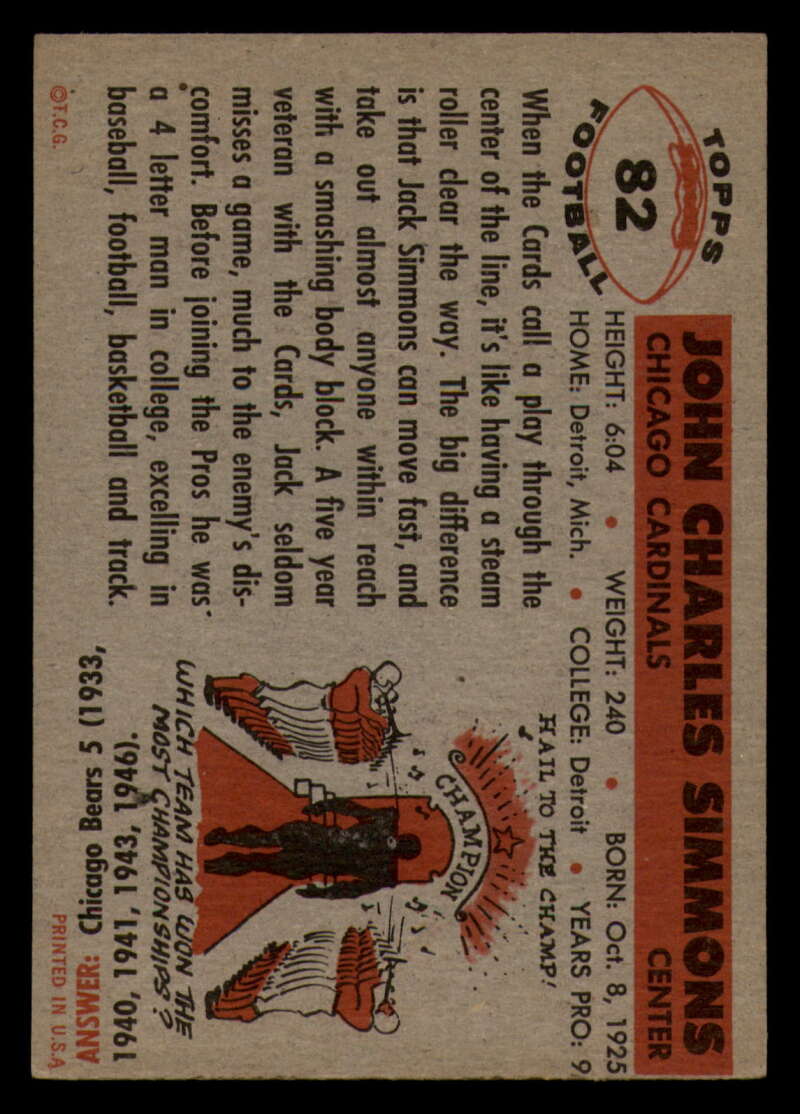 TOPPS
82
FOOTBALL
JOHN CHARLES SIMMONS
CHICAGO CARDINALS CENTER
HEIGHT: 6:04 • WEIGHT: 240 • BORN: Oct. 8, 1925
HOME: Detroit, Mich. • COLLEGE: Detroit • YEARS PRO: 9
When the Cards call a play through the
center of the line, it's like having a steam
roller clear the way. The big difference
is that Jack Simmons can move fast, and
take out almost anyone within reach
with a smashing body block. A five year
veteran with the Cards, Jack seldom
misses a game, much to the enemy's dis-
comfort. Before joining the Pros he was
a 4 letter man in college, excelling in
baseball, football, basketball and track.
HAIL TO THE CHAMP!
CHAMPION
WHICH TEAM HAS WON THE
MOST CHAMPIONSHIPS?
ANSWER: Chicago Bears 5 (1933,
1940, 1941, 1943, 1946).
©T.C.G.
PRINTED IN U.S.A.